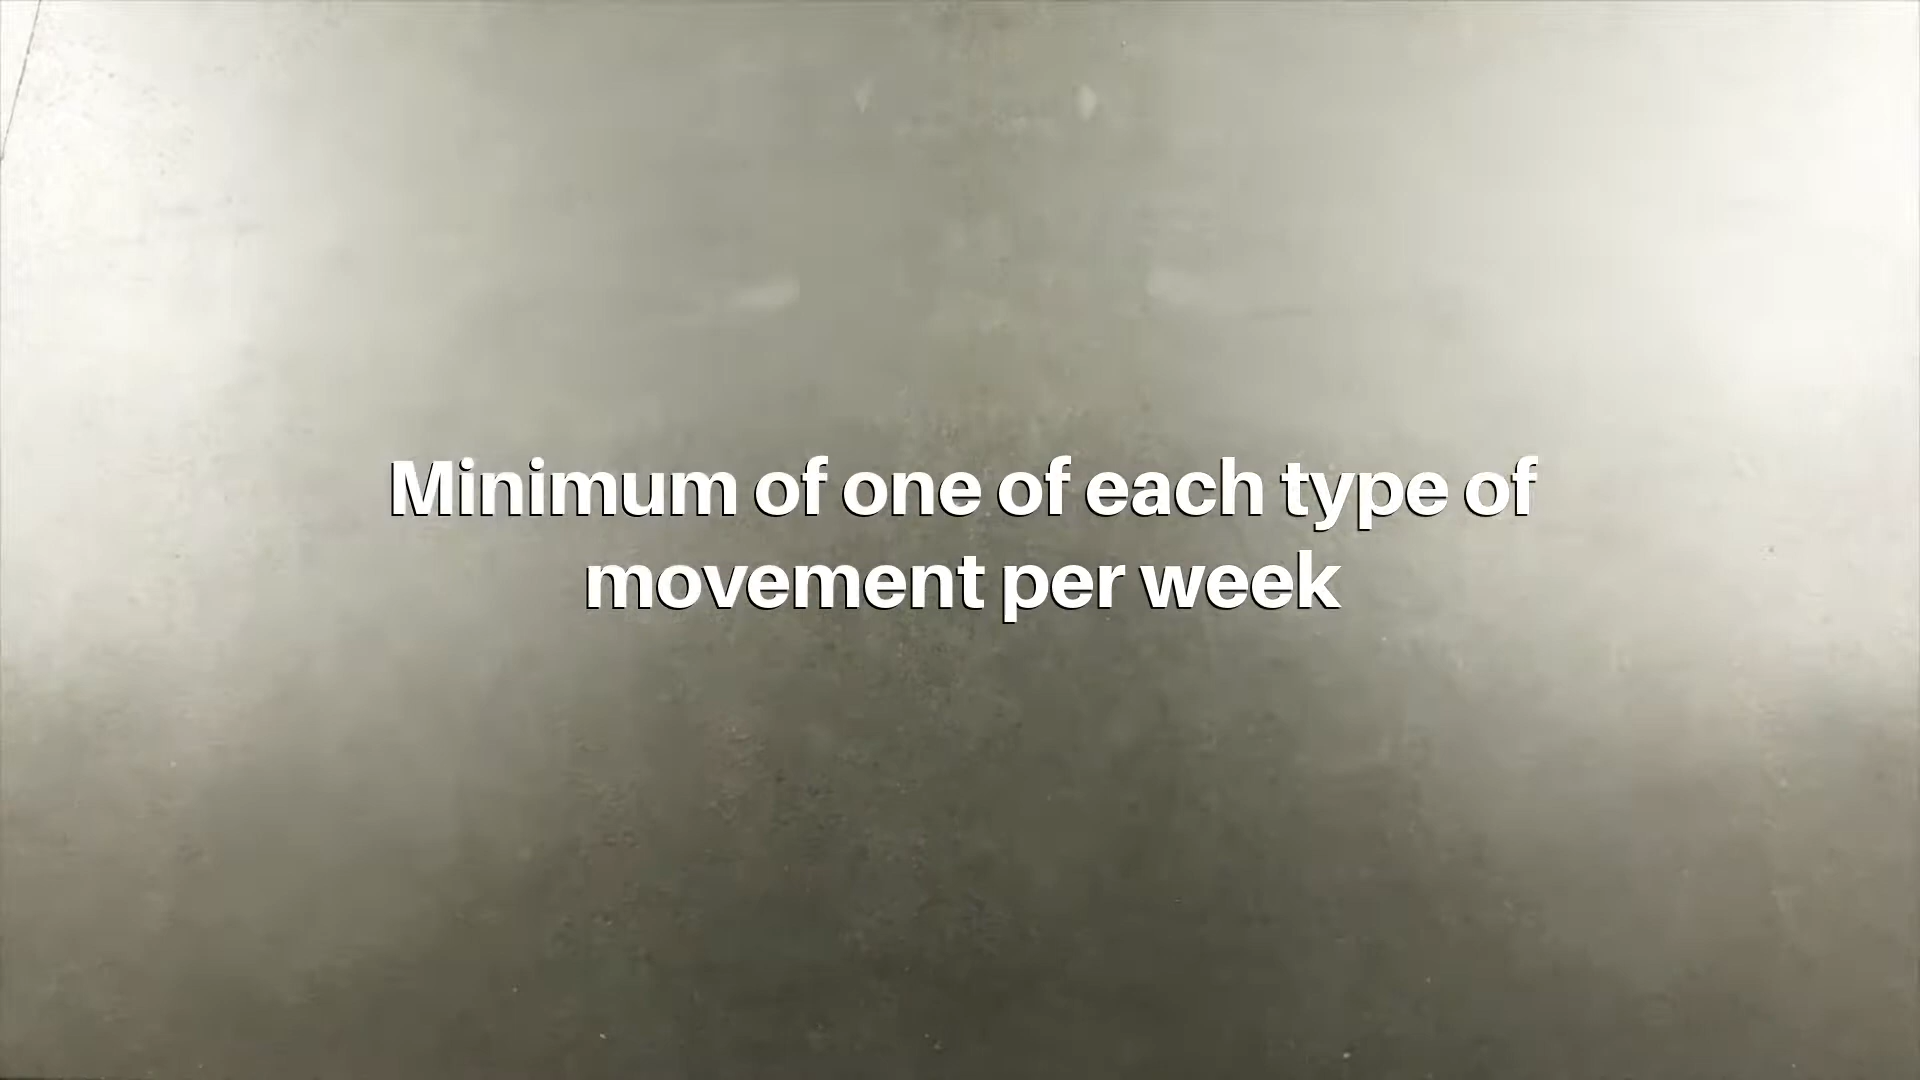 Minimum of one of each type of
movement per week